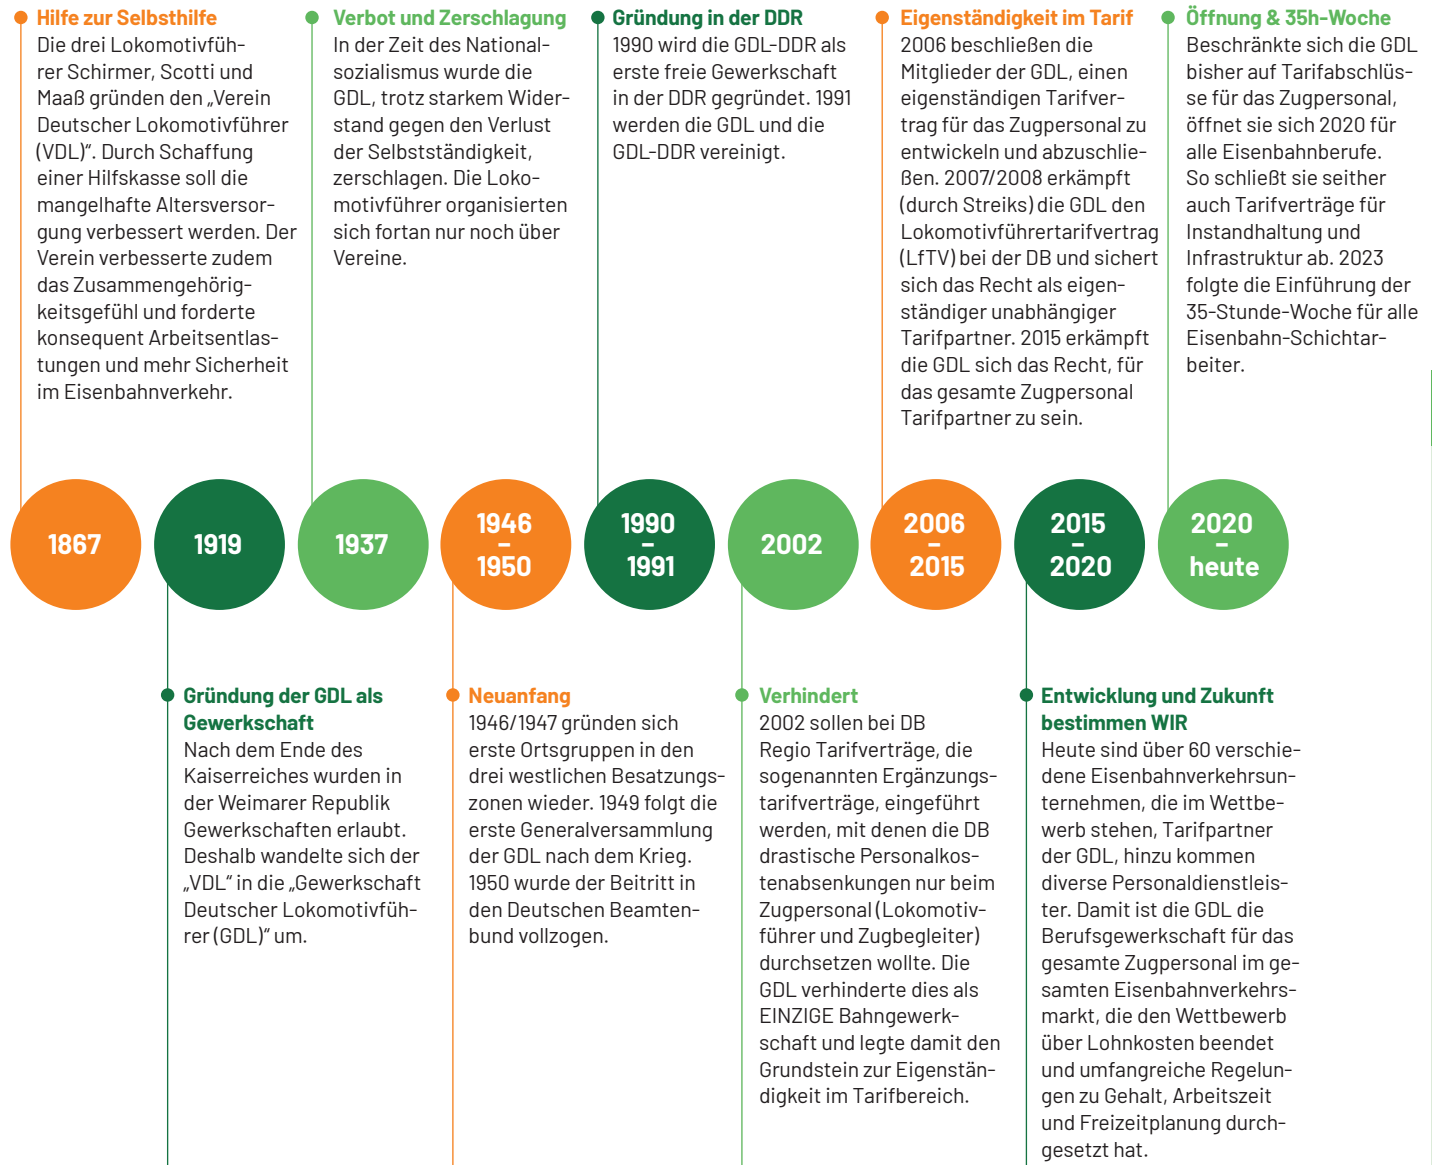 Hilfe zur Selbsthilfe
Die drei Lokomotivfüh-
rer Schirmer, Scotti und
Maaß gründen den „Verein
Deutscher Lokomotivführer
(VDL)“. Durch Schaffung
einer Hilfskasse soll die
mangelhafte Altersversor-
gung verbessert werden. Der
Verein verbesserte zudem
das Zusammengehörig-
keitsgefühl und forderte
konsequent Arbeitsentlas-
tungen und mehr Sicherheit
im Eisenbahnverkehr.
Verbot und Zerschlagung
In der Zeit des National-
sozialismus wurde die
GDL, trotz starkem Wider-
stand gegen den Verlust
der Selbstständigkeit,
zerschlagen. Die Loko-
motivführer organisierten
sich fortan nur noch über
Vereine.
Gründung in der DDR
1990 wird die GDL-DDR als
erste freie Gewerkschaft
in der DDR gegründet. 1991
werden die GDL und die
GDL-DDR vereinigt.
Eigenständigkeit im Tarif
2006 beschließen die
Mitglieder der GDL, einen
eigenständigen Tarifver-
trag für das Zugpersonal zu
entwickeln und abzuschlie-
ßen. 2007/2008 erkämpft
(durch Streiks) die GDL den
Lokomotivführertarifvertrag
(LfTV) bei der DB und sichert
sich das Recht als eigen-
ständiger unabhängiger
Tarifpartner. 2015 erkämpft
die GDL sich das Recht, für
das gesamte Zugpersonal
Tarifpartner zu sein.
Öffnung & 35h-Woche
Beschränkte sich die GDL
bisher auf Tarifabschlüs-
se für das Zugpersonal,
öffnet sie sich 2020 für
alle Eisenbahnberufe.
So schließt sie seither
auch Tarifverträge für
Instandhaltung und
Infrastruktur ab. 2023
folgte die Einführung der
35-Stunde-Woche für alle
Eisenbahn-Schichtar-
beiter.
1867
1919
1937
1946
–
1950
1990
–
1991
2002
2006
–
2015
2015
–
2020
2020
–
heute
Gründung der GDL als
Gewerkschaft
Nach dem Ende des
Kaiserreiches wurden in
der Weimarer Republik
Gewerkschaften erlaubt.
Deshalb wandelte sich der
„VDL“ in die „Gewerkschaft
Deutscher Lokomotivfüh-
rer (GDL)“ um.
Neuanfang
1946/1947 gründen sich
erste Ortsgruppen in den
drei westlichen Besatzungs-
zonen wieder. 1949 folgt die
erste Generalversammlung
der GDL nach dem Krieg.
1950 wurde der Beitritt in
den Deutschen Beamten-
bund vollzogen.
Verhindert
2002 sollen bei DB
Regio Tarifverträge, die
sogenannten Ergänzungs-
tarifverträge, eingeführt
werden, mit denen die DB
drastische Personalkos-
tenabsenkungen nur beim
Zugpersonal (Lokomotiv-
führer und Zugbegleiter)
durchsetzen wollte. Die
GDL verhinderte dies als
EINZIGE Bahngewerk-
schaft und legte damit den
Grundstein zur Eigenstän-
digkeit im Tarifbereich.
Entwicklung und Zukunft
bestimmen WIR
Heute sind über 60 verschie-
dene Eisenbahnverkehrsun-
ternehmen, die im Wettbe-
werb stehen, Tarifpartner
der GDL, hinzu kommen
diverse Personaldienstleis-
ter. Damit ist die GDL die
Berufsgewerkschaft für das
gesamte Zugpersonal im ge-
samten Eisenbahnverkehrs-
markt, die den Wettbewerb
über Lohnkosten beendet
und umfangreiche Regelun-
gen zu Gehalt, Arbeitszeit
und Freizeitplanung durch-
gesetzt hat.